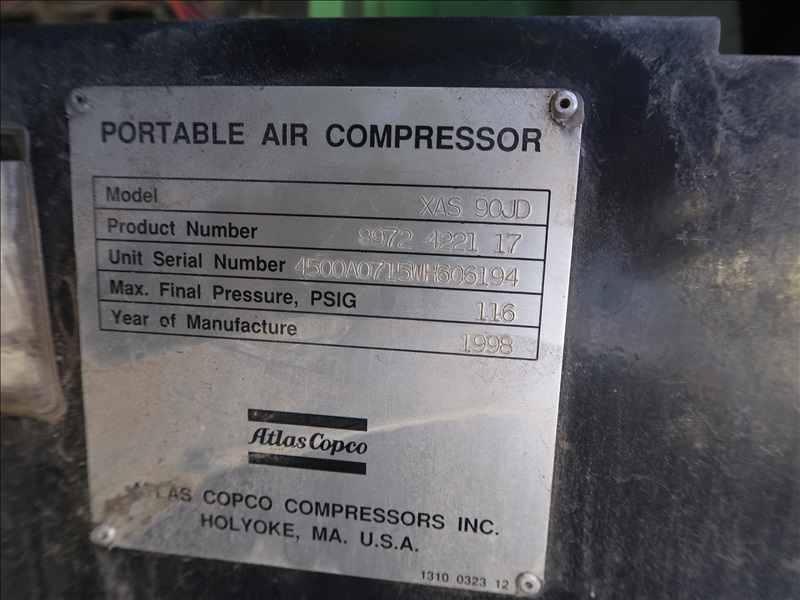 PORTABLE AIR COMPRESSOR
Model XAS 90JD
Product Number 8972 4221 17
Unit Serial Number 4500A0715WH606194
Max. Final Pressure, PSIG 116
Year of Manufacture 1998
Atlas Copco
ATLAS COPCO COMPRESSORS INC.
HOLYOKE, MA. U.S.A.
1310 0323 12